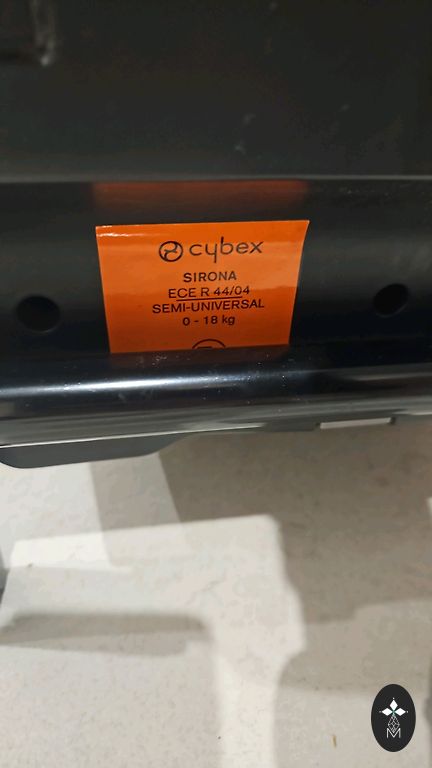 cybex
SIRONA
ECE R 44/04
SEMI-UNIVERSAL
0 - 18 kg
M